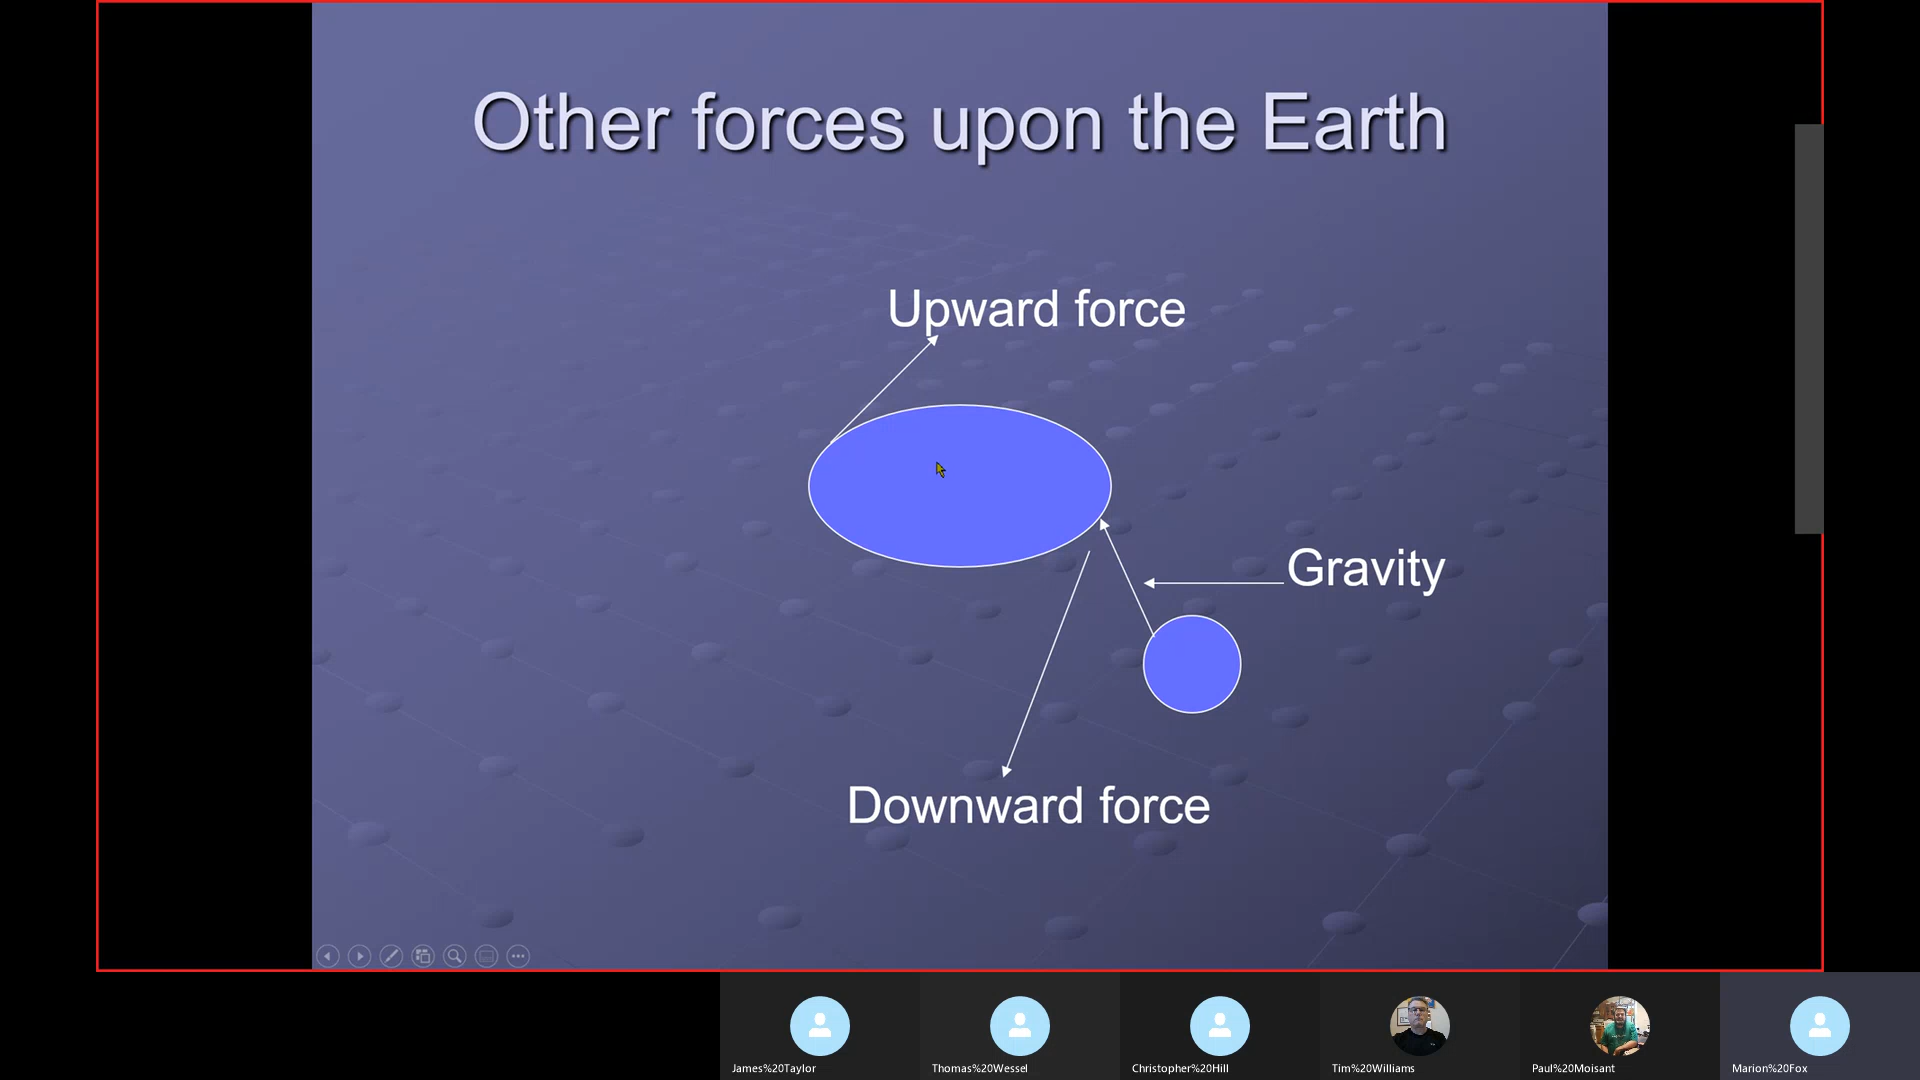 Other forces upon the Earth
Upward force
Gravity
Downward force
James%20Taylor
Thomas%20Wessel
Christopher%20Hill
Tim%20Williams
Paul%20Moisant
Marion%20Fox